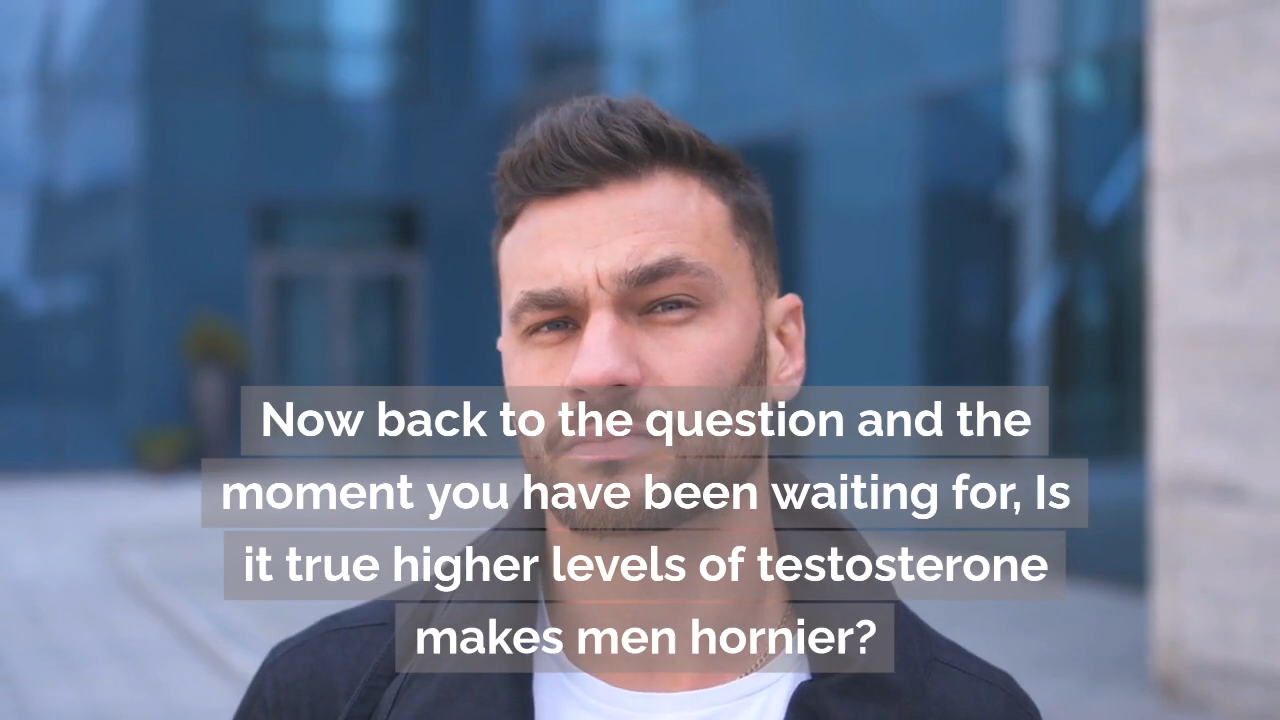 Now back to the question and the
moment you have been waiting for, Is
it true higher levels of testosterone
makes men hornier?